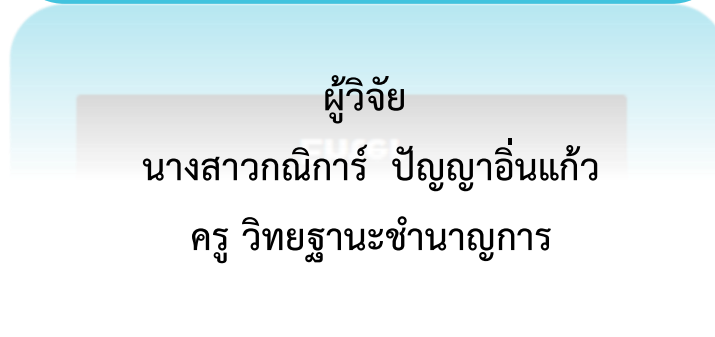 ผู้วิจัย
นางสาวกณิการ์ ปัญญาอิ่นแก้ว
ครู วิทยฐานะชำนาญการ